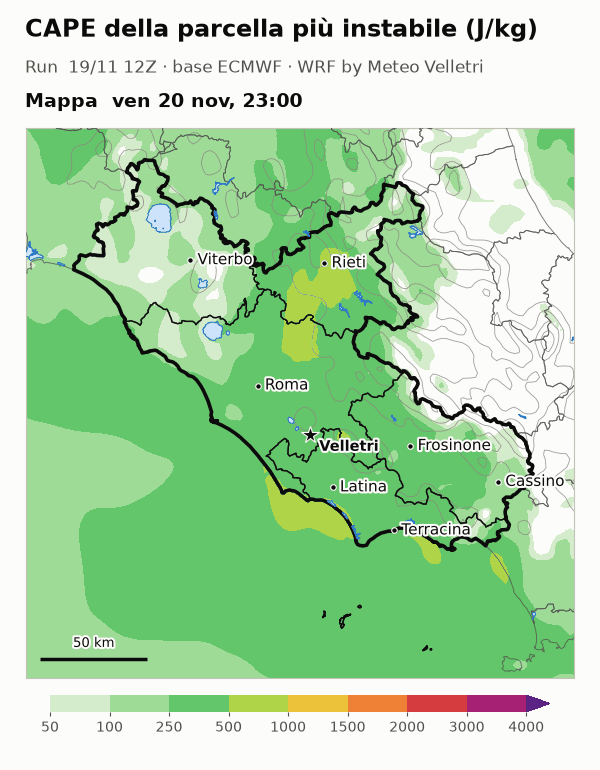 CAPE della parcella più instabile (J/kg)
Run  19/11 12Z · base ECMWF · WRF by Meteo Velletri
Mappa  ven 20 nov, 23:00
Viterbo
Rieti
Roma
Velletri
Frosinone
Latina
Cassino
Terracina
50 km
50 100 250 500 1000 1500 2000 3000 4000